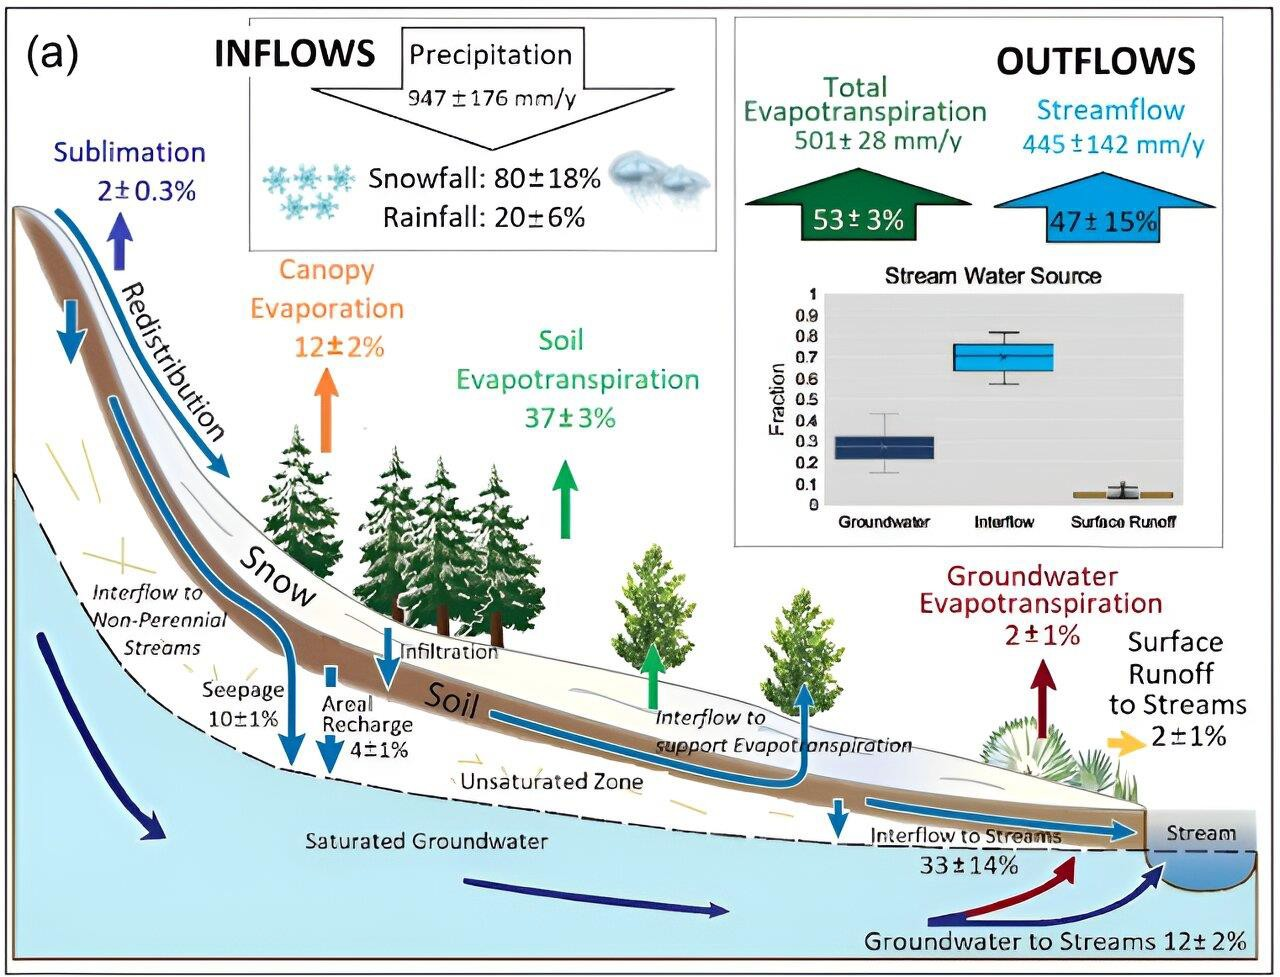 (a)
INFLOWS
Precipitation
947±176 mm/y
Snowfall: 80±18%
Rainfall: 20±6%
OUTFLOWS
Total
Evapotranspiration
501±28 mm/y
53±3%
Streamflow
445±142 mm/y
47±15%
Stream Water Source
Fraction
1
0.9
0.8
0.7
0.6
0.5
0.4
0.3
0.2
0.1
0
Groundwater
Interflow
Surface Runoff
Sublimation
2±0.3%
Redistribution
Canopy
Evaporation
12±2%
Soil
Evapotranspiration
37±3%
Groundwater
Evapotranspiration
2±1%
Surface
Runoff
to Streams
2±1%
Snow
Interflow to
Non-Perennial
Streams
Infiltration
Soil
Seepage
10±1%
Areal
Recharge
4±1%
Interflow to
support Evapotranspiration
Unsaturated Zone
Saturated Groundwater
Interflow to Streams
33±14%
Stream
Groundwater to Streams 12±2%